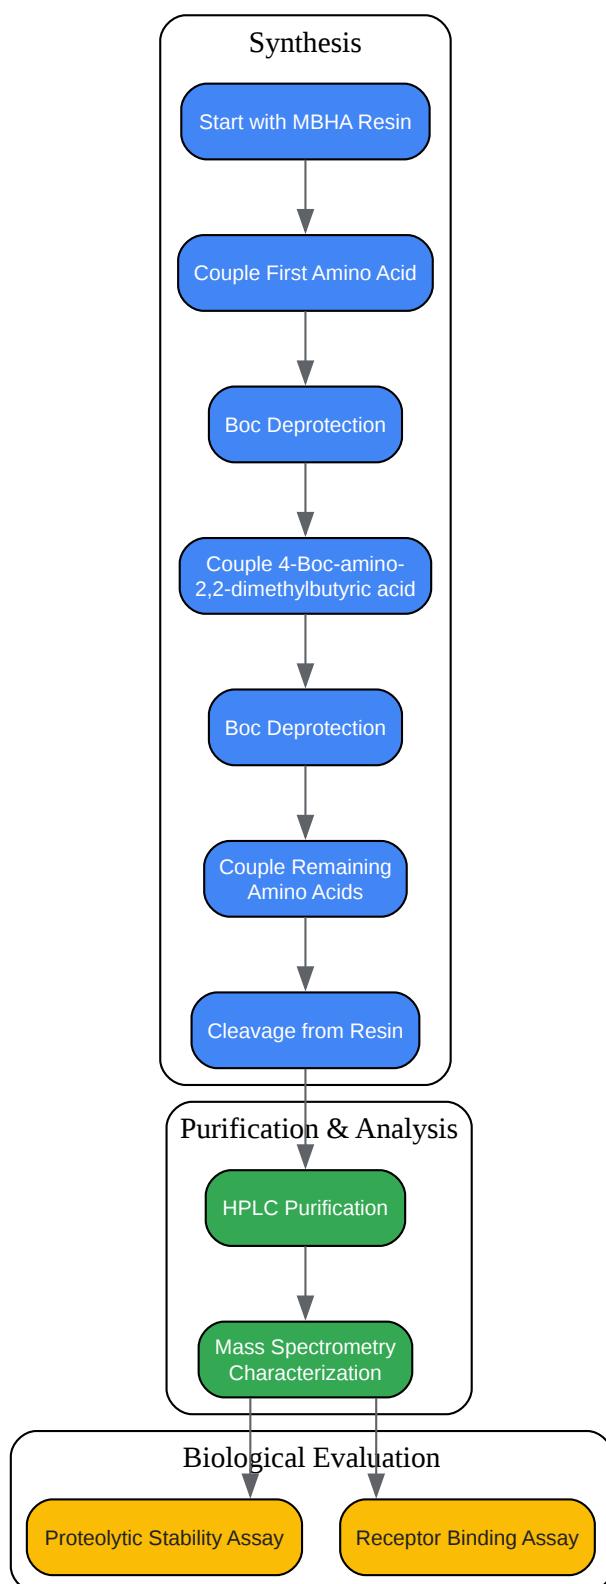 Synthesis
Start with MBHA Resin
Couple First Amino Acid
Boc Deprotection
Couple 4-Boc-amino-
2,2-dimethylbutyric acid
Boc Deprotection
Couple Remaining
Amino Acids
Cleavage from Resin
Purification & Analysis
HPLC Purification
Mass Spectrometry
Characterization
Biological Evaluation
Proteolytic Stability Assay
Receptor Binding Assay